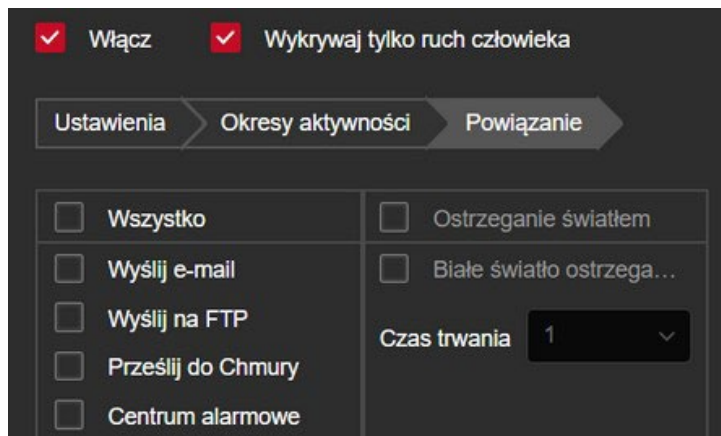 Włącz Wykrywaj tylko ruch człowieka
Ustawienia Okresy aktywności Powiązanie
Wszystko Ostrzeganie światłem
Wyślij e-mail Białe światło ostrzega...
Wyślij na FTP
Czas trwania 1
Prześlij do Chmury
Centrum alarmowe